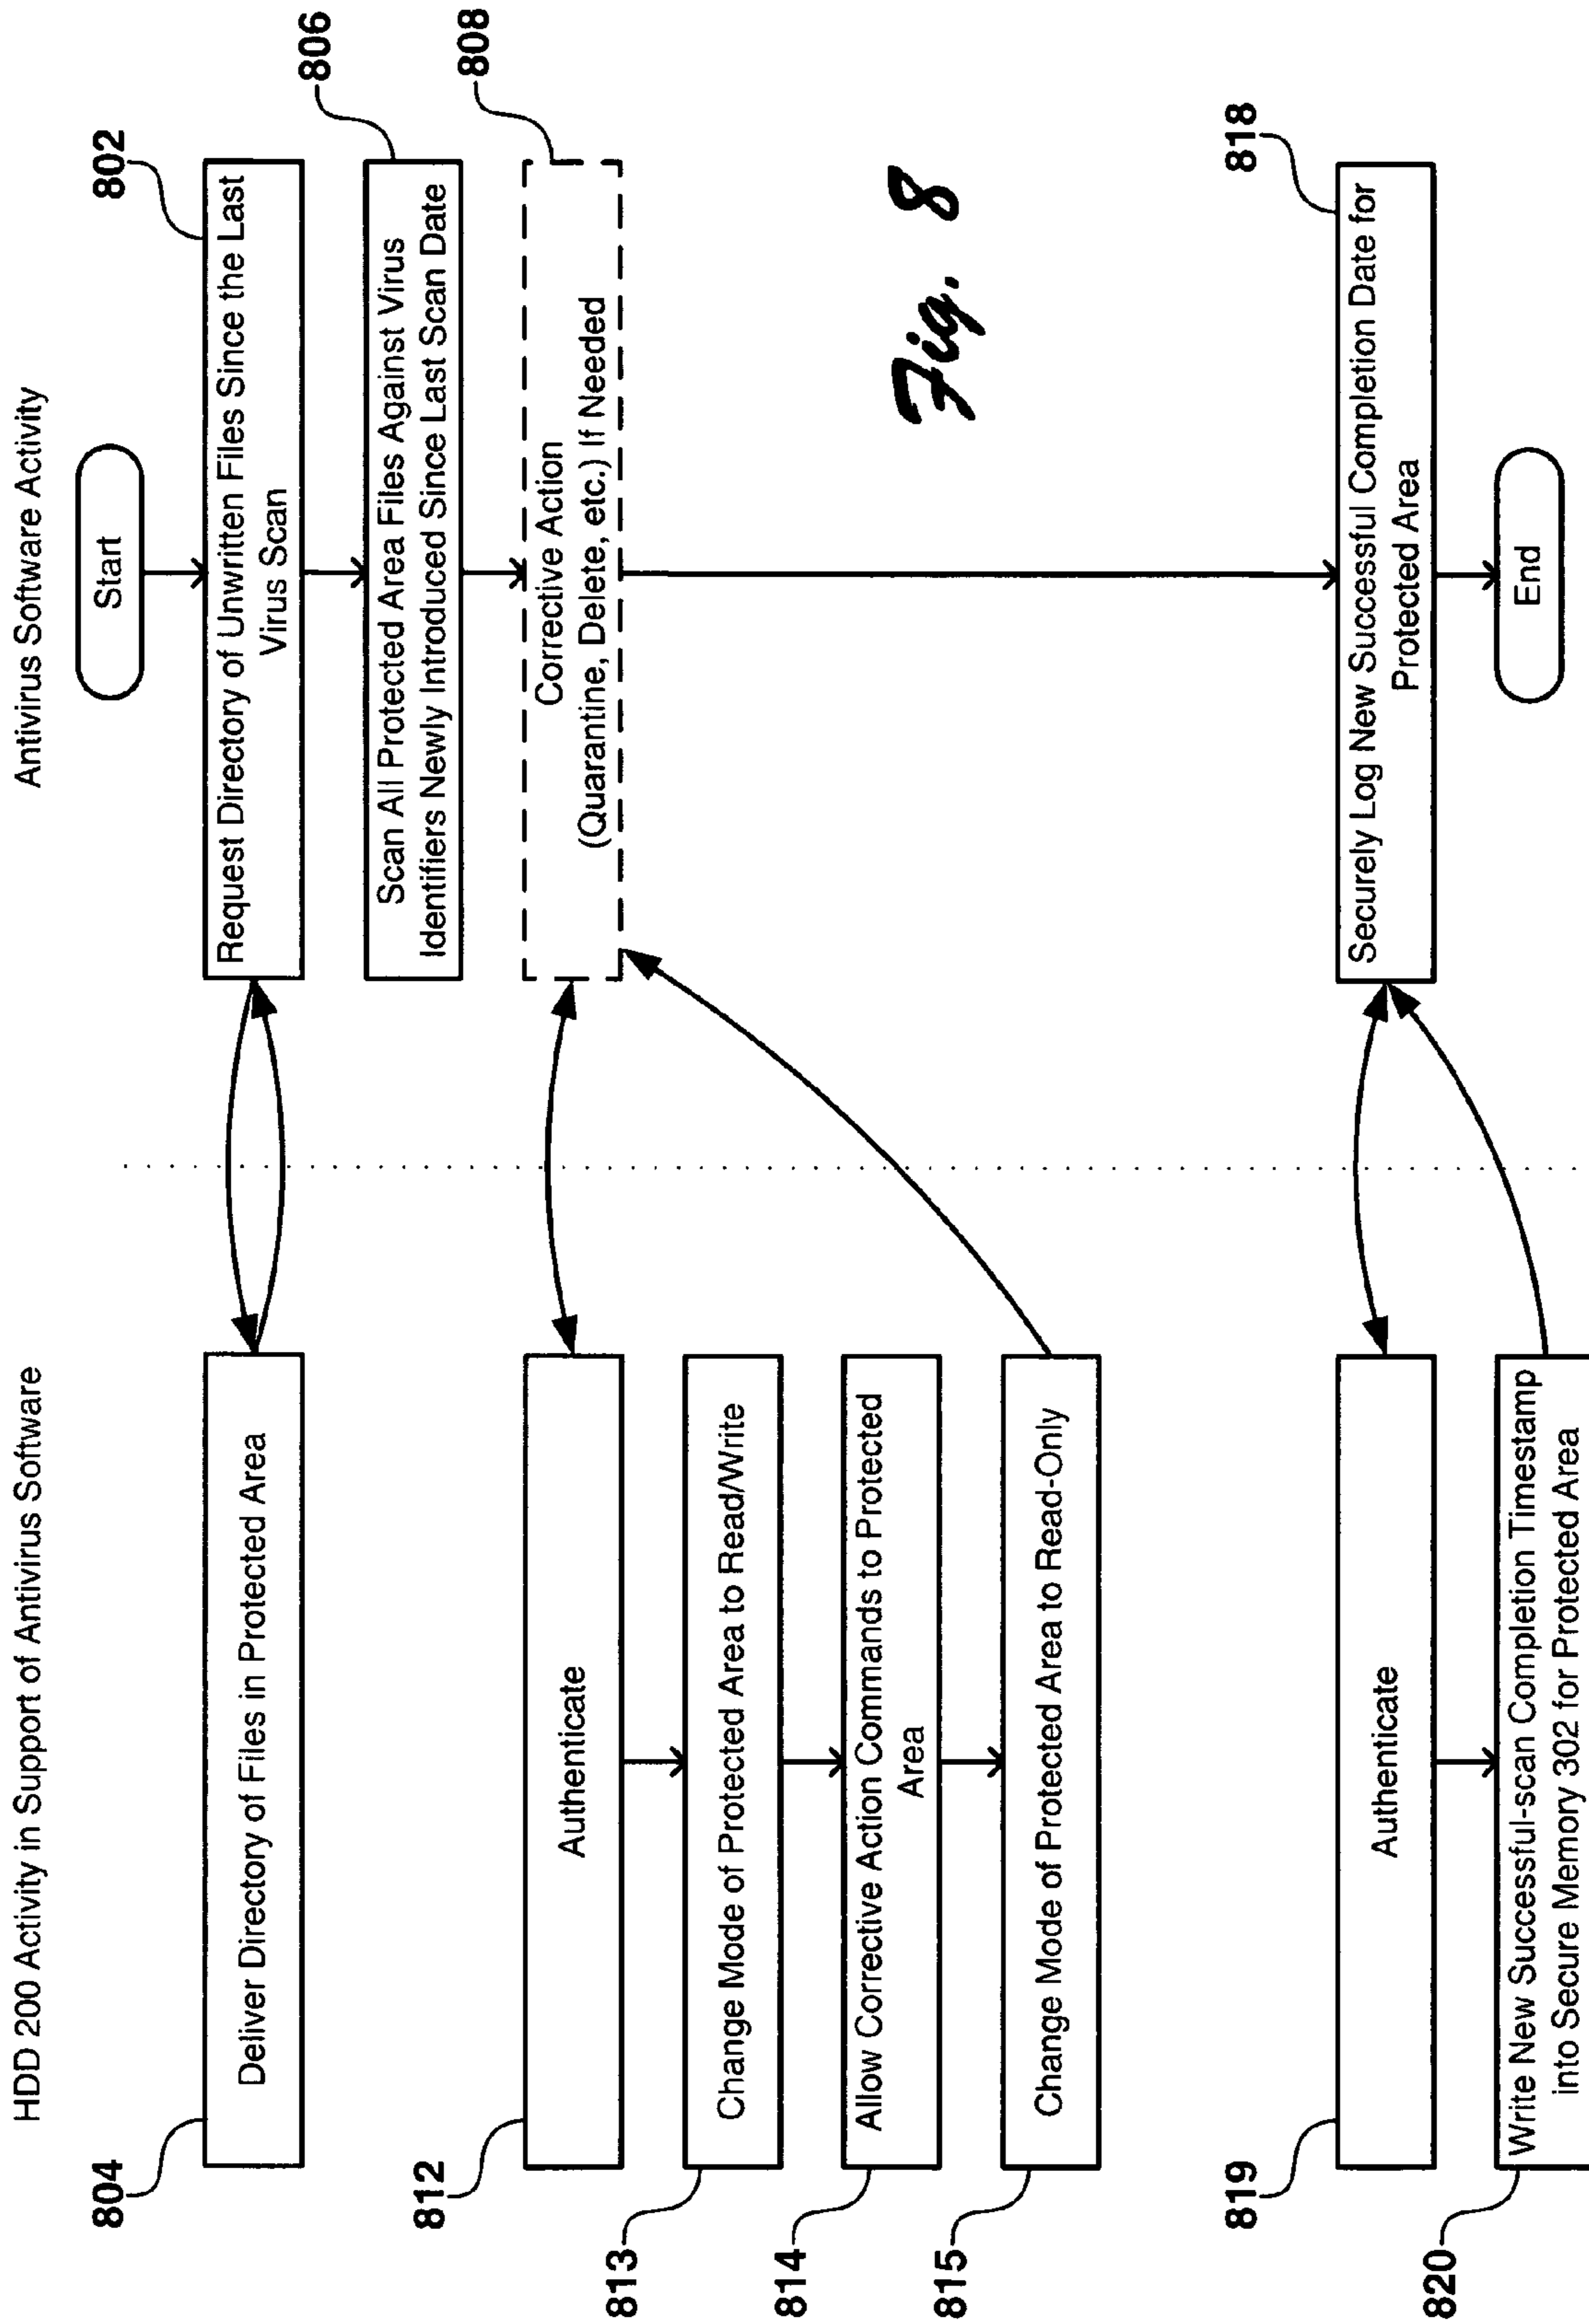 HDD 200 Activity in Support of Antivirus Software
Antivirus Software Activity
Start
802
Request Directory of Unwritten Files Since the Last
Virus Scan
804
Deliver Directory of Files in Protected Area
806
Scan All Protected Area Files Against Virus
Identifiers Newly Introduced Since Last Scan Date
808
Corrective Action
(Quarantine, Delete, etc.) If Needed
812
Authenticate
813
Change Mode of Protected Area to Read/Write
814
Allow Corrective Action Commands to Protected
Area
815
Change Mode of Protected Area to Read-Only
Fig. 8
818
Securely Log New Successful Completion Date for
Protected Area
819
Authenticate
820
Write New Successful-scan Completion Timestamp
into Secure Memory 302 for Protected Area
End